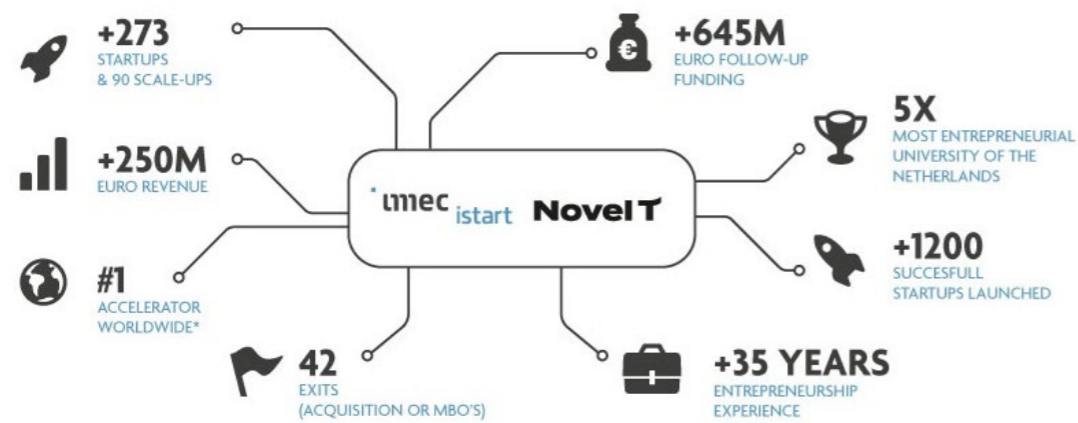 +273
STARTUPS
& 90 SCALE-UPS
+645M
EURO FOLLOW-UP
FUNDING
5X
MOST ENTREPRENEURIAL
UNIVERSITY OF THE
NETHERLANDS
+250M
EURO REVENUE
imec istart Novel T
#1
ACCELERATOR
WORLDWIDE*
+1200
SUCCESFULL
STARTUPS LAUNCHED
42
EXITS
(ACQUISITION OR MBO'S)
+35 YEARS
ENTREPRENEURSHIP
EXPERIENCE